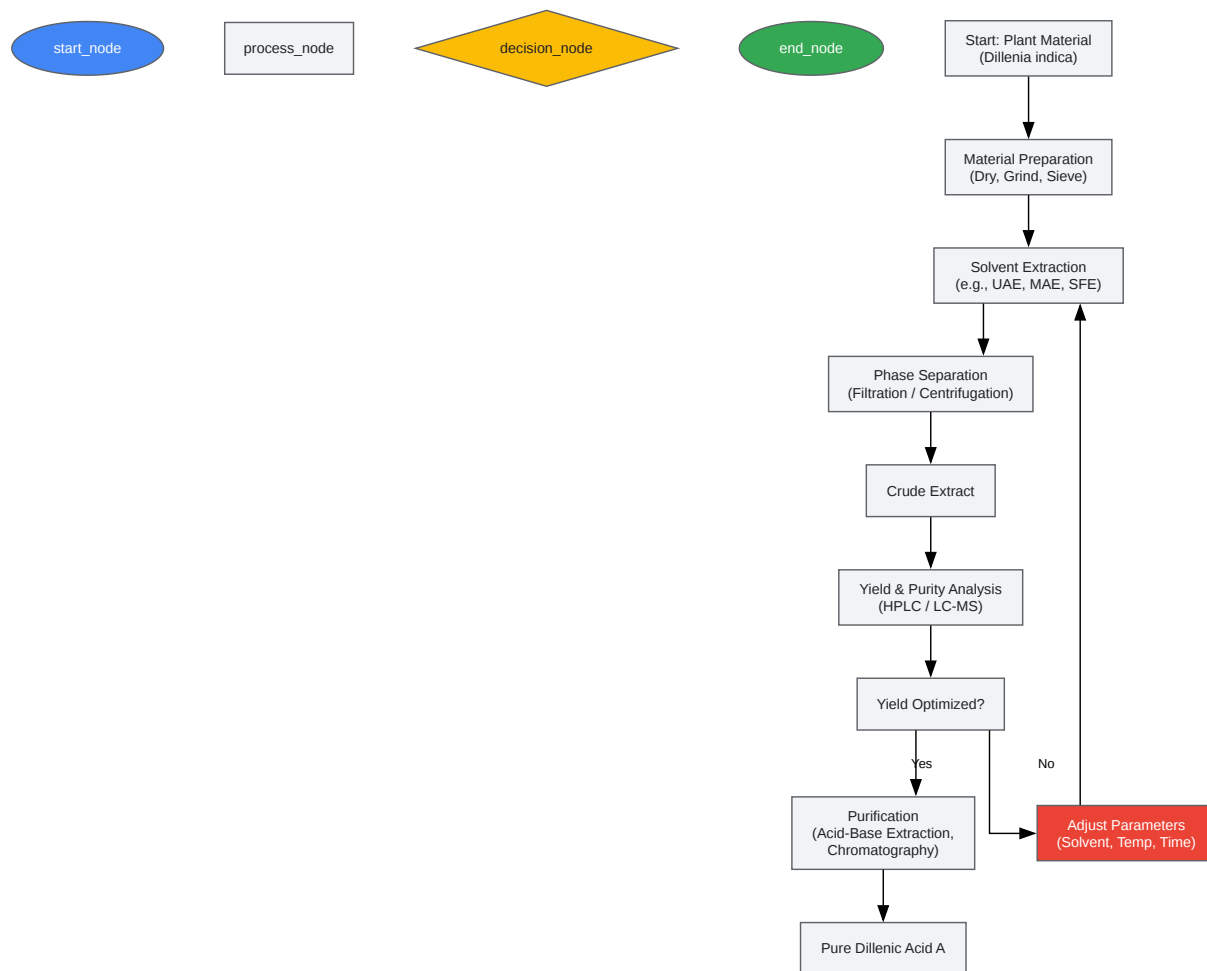 start_node
process_node
decision_node
end_node
Start: Plant Material
(Dillenia indica)
Material Preparation
(Dry, Grind, Sieve)
Solvent Extraction
(e.g., UAE, MAE, SFE)
Phase Separation
(Filtration / Centrifugation)
Crude Extract
Yield & Purity Analysis
(HPLC / LC-MS)
Yield Optimized?
Yes
No
Purification
(Acid-Base Extraction,
Chromatography)
Adjust Parameters
(Solvent, Temp, Time)
Pure Dillenic Acid A